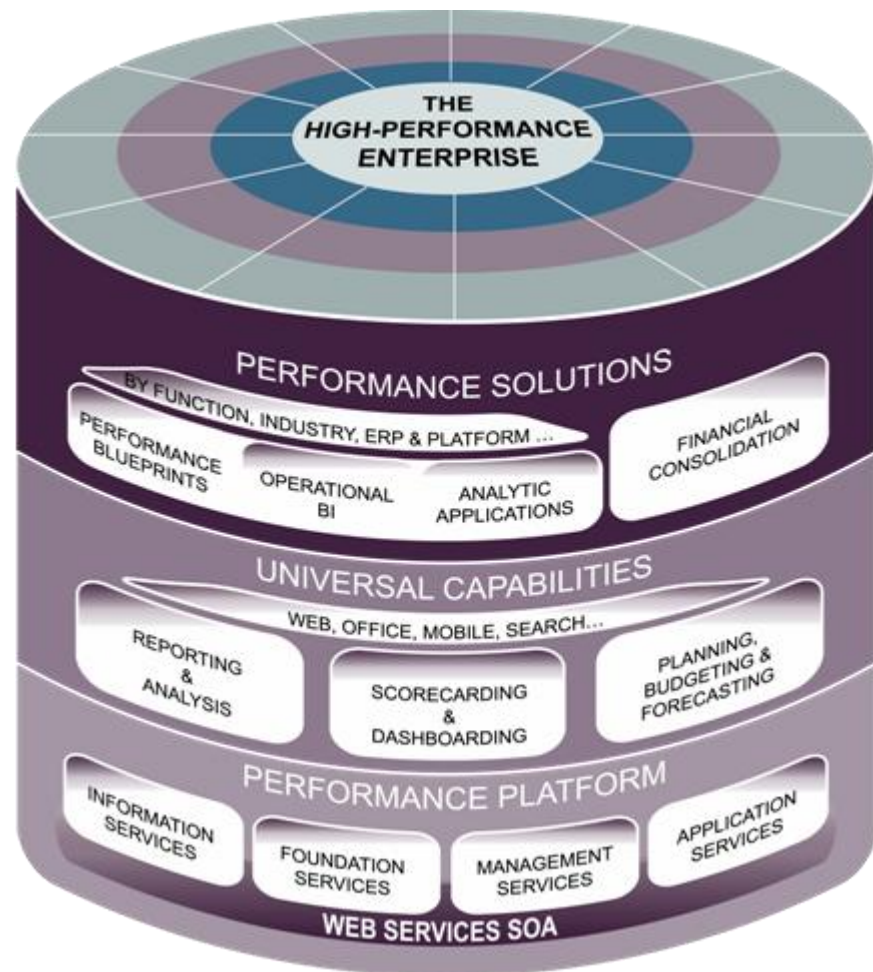 THE
HIGH-PERFORMANCE
ENTERPRISE
PERFORMANCE SOLUTIONS
BY FUNCTION, INDUSTRY, ERP & PLATFORM ...
PERFORMANCE
BLUEPRINTS
OPERATIONAL
BI
ANALYTIC
APPLICATIONS
FINANCIAL
CONSOLIDATION
UNIVERSAL CAPABILITIES
WEB, OFFICE, MOBILE, SEARCH...
REPORTING
&
ANALYSIS
SCORECARDING
&
DASHBOARDING
PLANNING,
BUDGETING &
FORECASTING
PERFORMANCE PLATFORM
INFORMATION
SERVICES
FOUNDATION
SERVICES
MANAGEMENT
SERVICES
APPLICATION
SERVICES
WEB SERVICES SOA